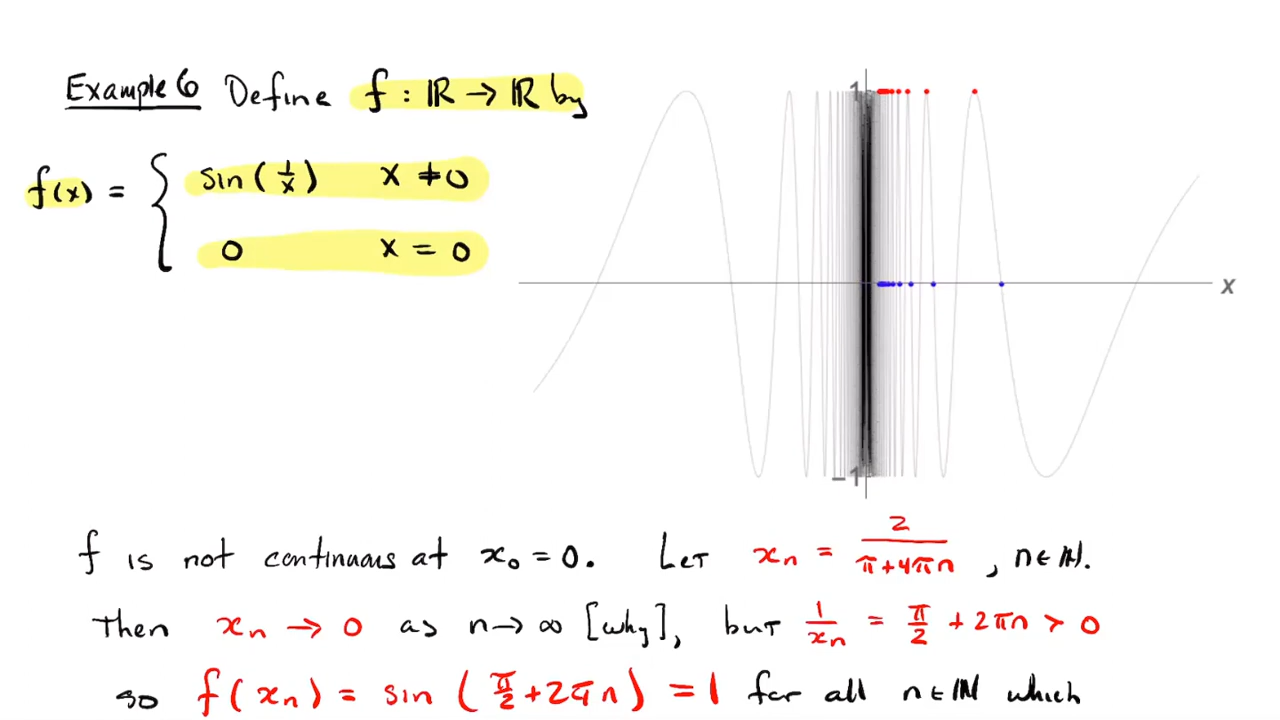 Example 6 Define f : ℝ → ℝ by
f(x) = { sin(1/x) x ≠ 0
0 x = 0
1
x
−1
f is not continuous at x₀ = 0. Let xₙ = 2/(π+4πn), n ∈ ℕ.
Then xₙ → 0 as n → ∞ [why], but 1/xₙ = π/2 + 2πn > 0
so f(xₙ) = sin(π/2 + 2πn) = 1 for all n ∈ ℕ which